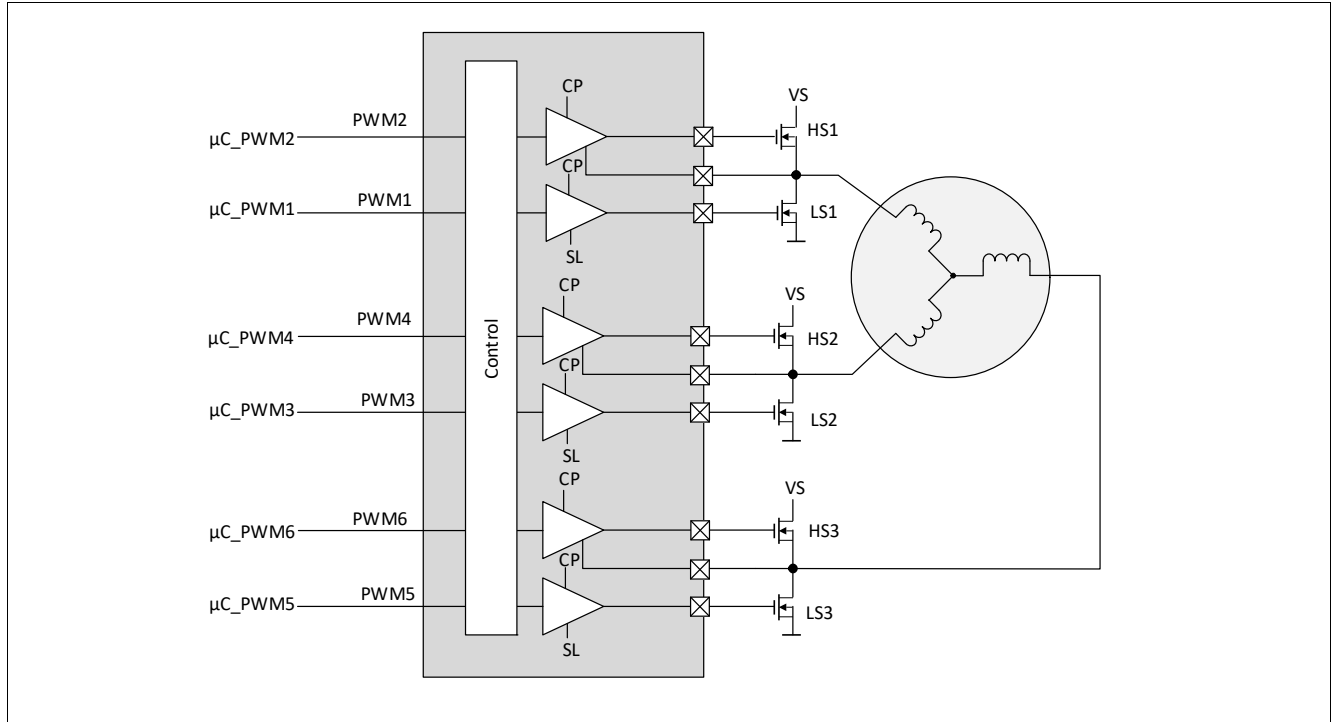 CP
VS
PWM2
HS1
µC_PWM2
CP
PWM1
µC_PWM1
LS1
SL
CP
VS
PWM4
HS2
µC_PWM4
Control
CP
PWM3
µC_PWM3
LS2
SL
CP
VS
PWM6
HS3
µC_PWM6
CP
PWM5
µC_PWM5
LS3
SL